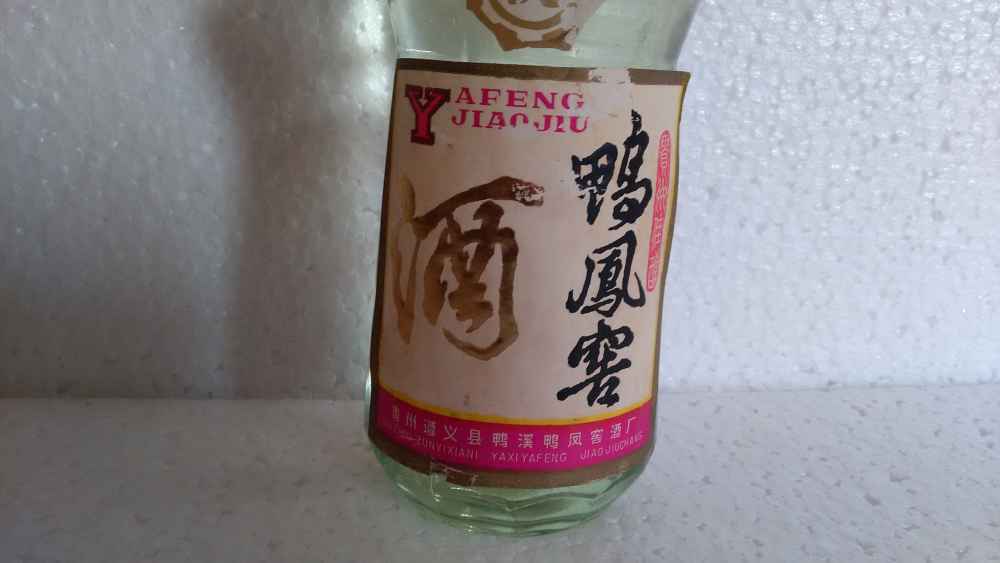 YAFENG
JIAOJIU
鸭凤窖
酒
贵州遵义县鸭溪鸭凤窖酒厂
ZUNYIXIANI YAXIYAFENG JIAOJIUCHANG